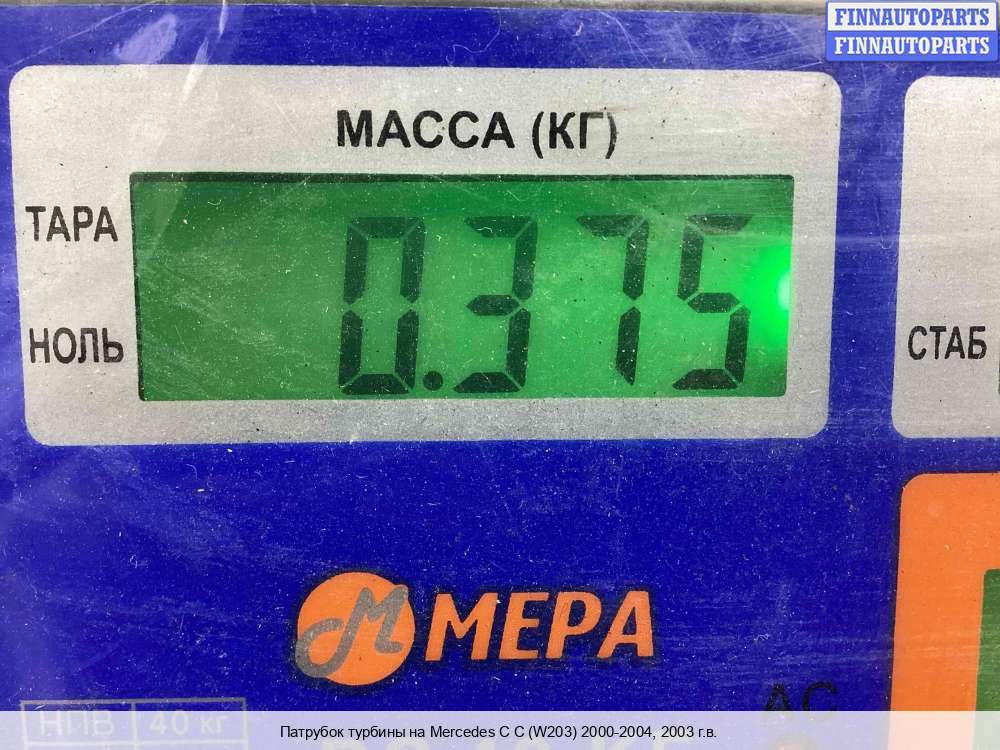 FINNAUTOPARTS
FINNAUTOPARTS
МАССА (КГ)
ТАРА
0.375
НОЛЬ
СТАБ
М МЕРА
АС
НПВ 40 кг
Патрубок турбины на Mercedes C C (W203) 2000-2004, 2003 г.в.